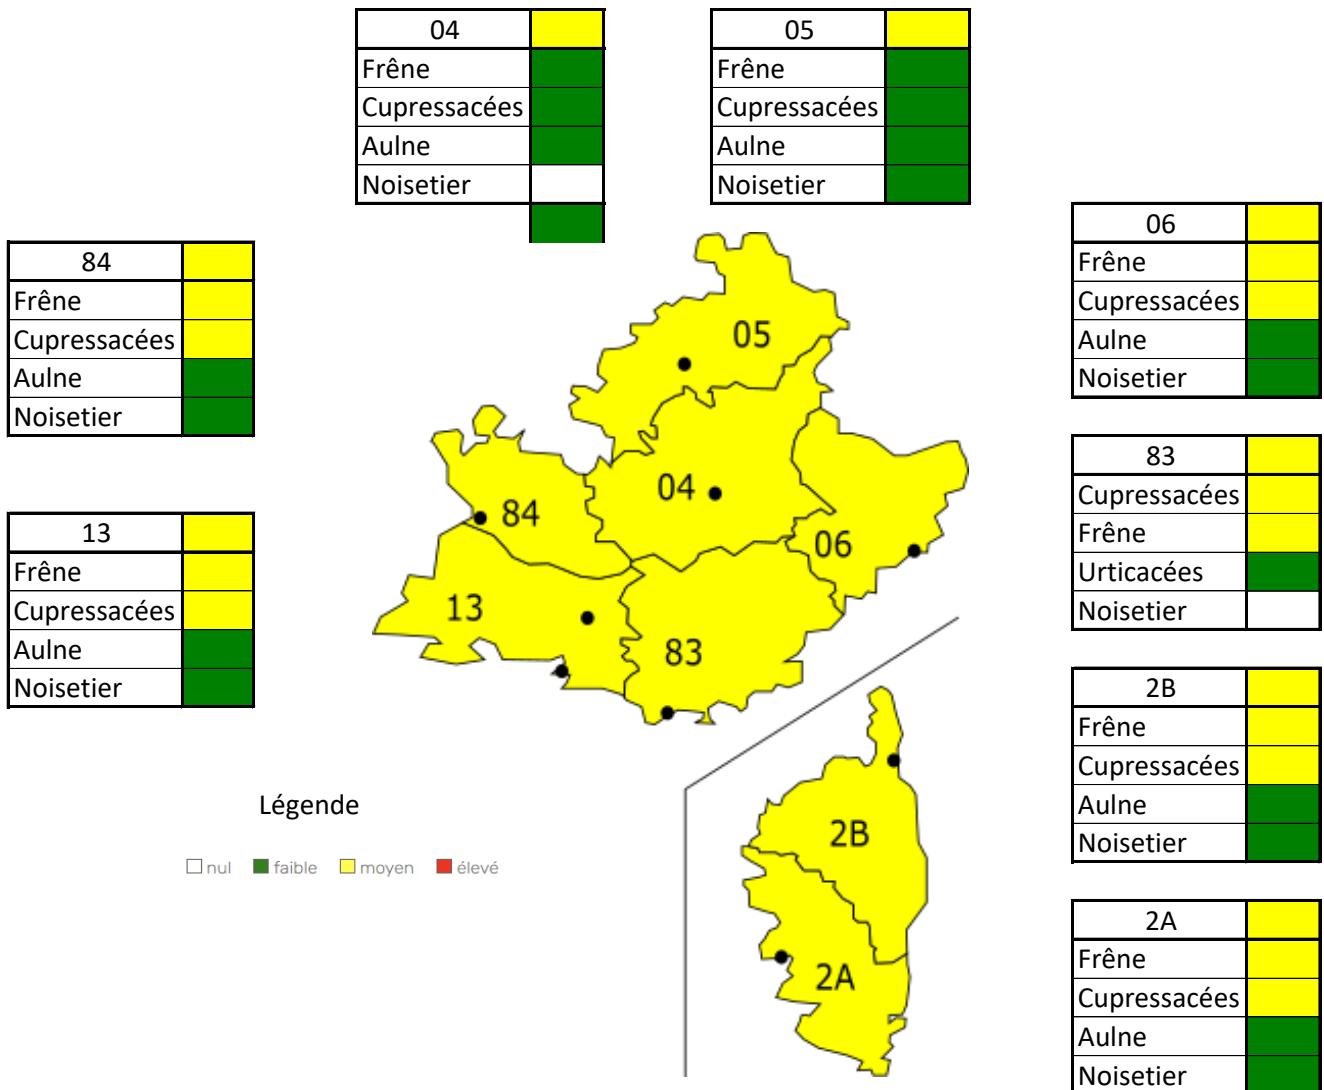 04
Frêne
Cupressacées
Aulne
Noisetier
05
Frêne
Cupressacées
Aulne
Noisetier
84
Frêne
Cupressacées
Aulne
Noisetier
13
Frêne
Cupressacées
Aulne
Noisetier
06
Frêne
Cupressacées
Aulne
Noisetier
83
Cupressacées
Frêne
Urticacées
Noisetier
2B
Frêne
Cupressacées
Aulne
Noisetier
2A
Frêne
Cupressacées
Aulne
Noisetier
05
04
84
06
13
83
2B
2A
Légende
nul faible moyen élevé